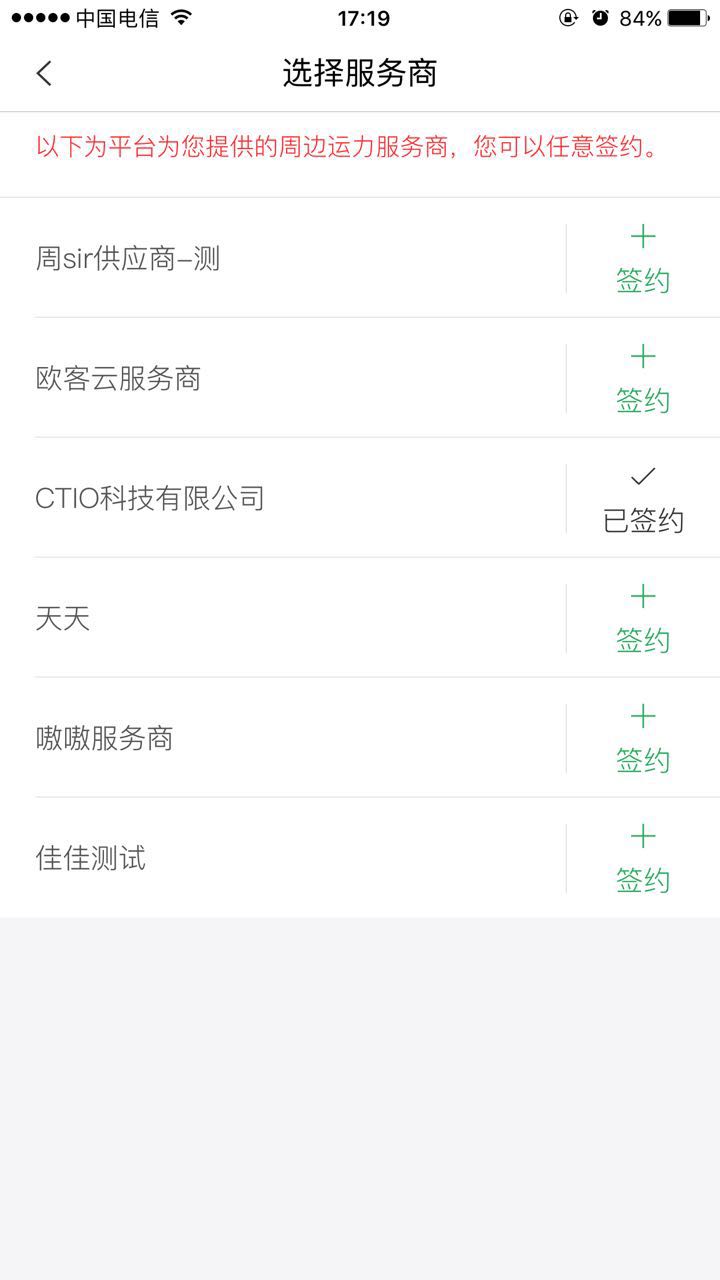 中国电信 17:19 84%
选择服务商
以下为平台为您提供的周边运力服务商，您可以任意签约。
周sir供应商-测
签约
欧客云服务商
签约
CTIO科技有限公司
已签约
天天
签约
嗷嗷服务商
签约
佳佳测试
签约